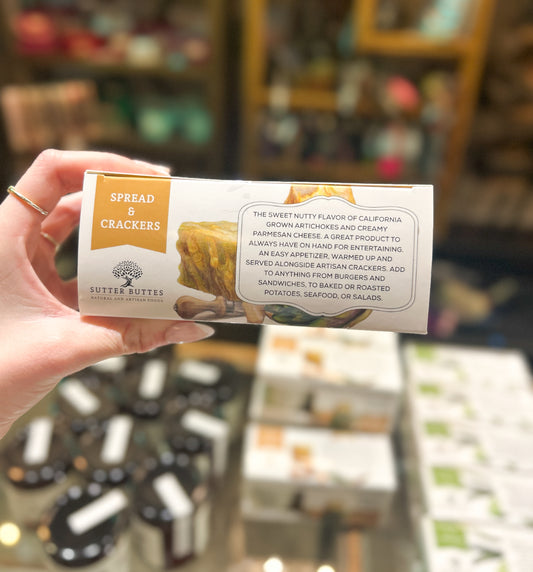 SPREAD
&
CRACKERS
SUTTER BUTTES
NATURAL AND ARTISAN FOODS
THE SWEET NUTTY FLAVOR OF CALIFORNIA
GROWN ARTICHOKES AND CREAMY
PARMESAN CHEESE. A GREAT PRODUCT TO
ALWAYS HAVE ON HAND FOR ENTERTAINING.
AN EASY APPETIZER, WARMED UP AND
SERVED ALONGSIDE ARTISAN CRACKERS. ADD
TO ANYTHING FROM BURGERS AND
SANDWICHES, TO BAKED OR ROASTED
POTATOES, SEAFOOD, OR SALADS.